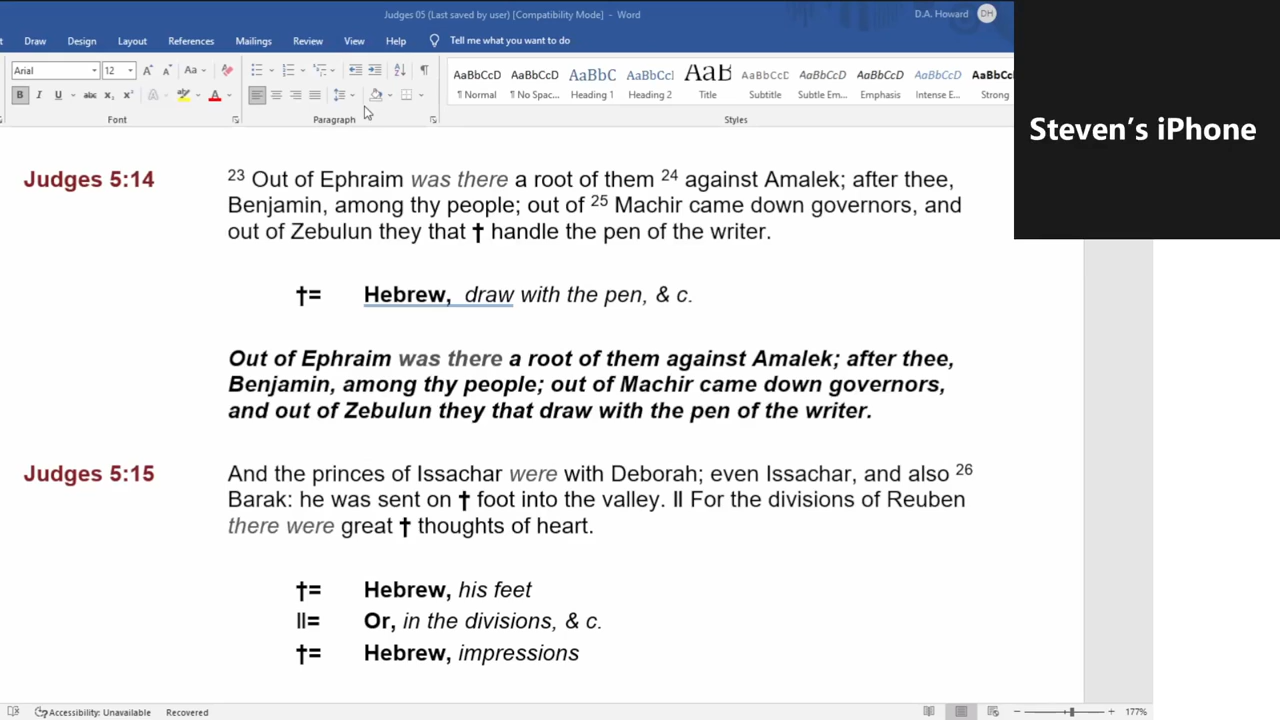 Judges 05 (Last saved by user) [Compatibility Mode] - Word
D.A. Howard DH
Draw Design Layout References Mailings Review View Help Tell me what you want to do
Arial 12 A A Aa
B I U abc x x A A
AaBbCcD AaBbCcD AaBbC AaBbCcl AaB AaBbCcD AaBbCcD AaBbCcD AaBbCcD AaBbCc
¶ Normal ¶ No Spac... Heading 1 Heading 2 Title Subtitle Subtle Em... Emphasis Intense E... Strong
Font Paragraph Styles
Steven's iPhone
Judges 5:14 23 Out of Ephraim was there a root of them 24 against Amalek; after thee,
Benjamin, among thy people; out of 25 Machir came down governors, and
out of Zebulun they that † handle the pen of the writer.
†= Hebrew, draw with the pen, & c.
Out of Ephraim was there a root of them against Amalek; after thee,
Benjamin, among thy people; out of Machir came down governors,
and out of Zebulun they that draw with the pen of the writer.
Judges 5:15 And the princes of Issachar were with Deborah; even Issachar, and also 26
Barak: he was sent on † foot into the valley. ǁ For the divisions of Reuben
there were great † thoughts of heart.
†= Hebrew, his feet
ǁ= Or, in the divisions, & c.
†= Hebrew, impressions
Accessibility: Unavailable Recovered 177%